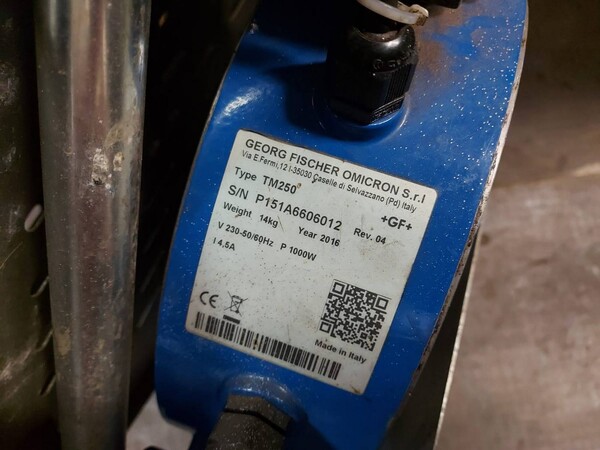 GEORG FISCHER OMICRON S.r.l
Via E.Fermi,12 I-35030 Caselle di Selvazzano (Pd) Italy
Type TM250
+GF+
S/N P151A6606012 Rev. 04
Weight 14kg Year 2016
V 230-50/60Hz P 1000W
I 4,5A
CE
Made in Italy